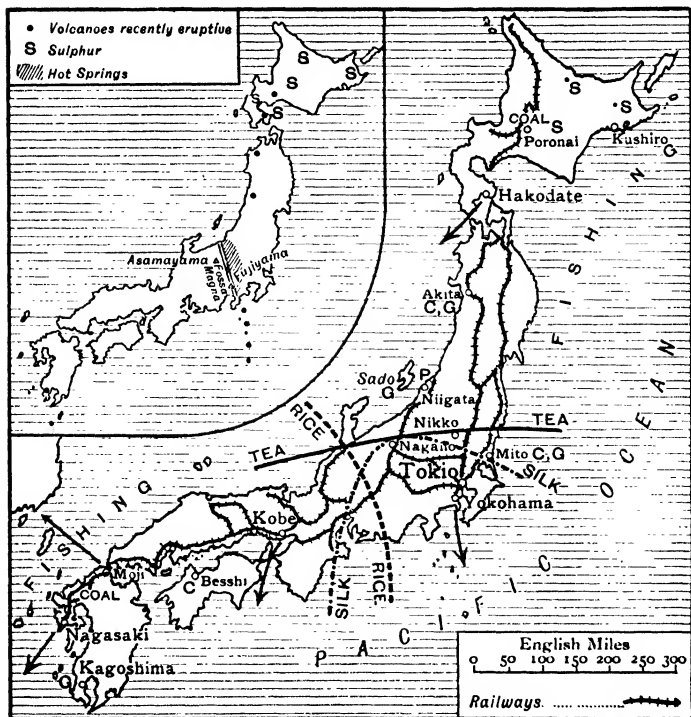 • Volcanoes recently eruptive
S Sulphur
Hot Springs
S
S
S
S
S
S
Asamayama
Fossa
Magna
Fujiyama
COAL
S
S
Poronai
Kushiro
G
Hakodate
FISHING
Akita
C, G
Sado
G
P
Niigata
RICE
Nikko
TEA
TEA
Nagano
Mito C, G
Tokio
SILK
Yokohama
PACIFIC OCEAN
FISHING
Kobe
Moji
C
Besshi
COAL
SILK
RICE
Nagasaki
Kagoshima
G
English Miles
0 50 100 150 200 250 300
Railways